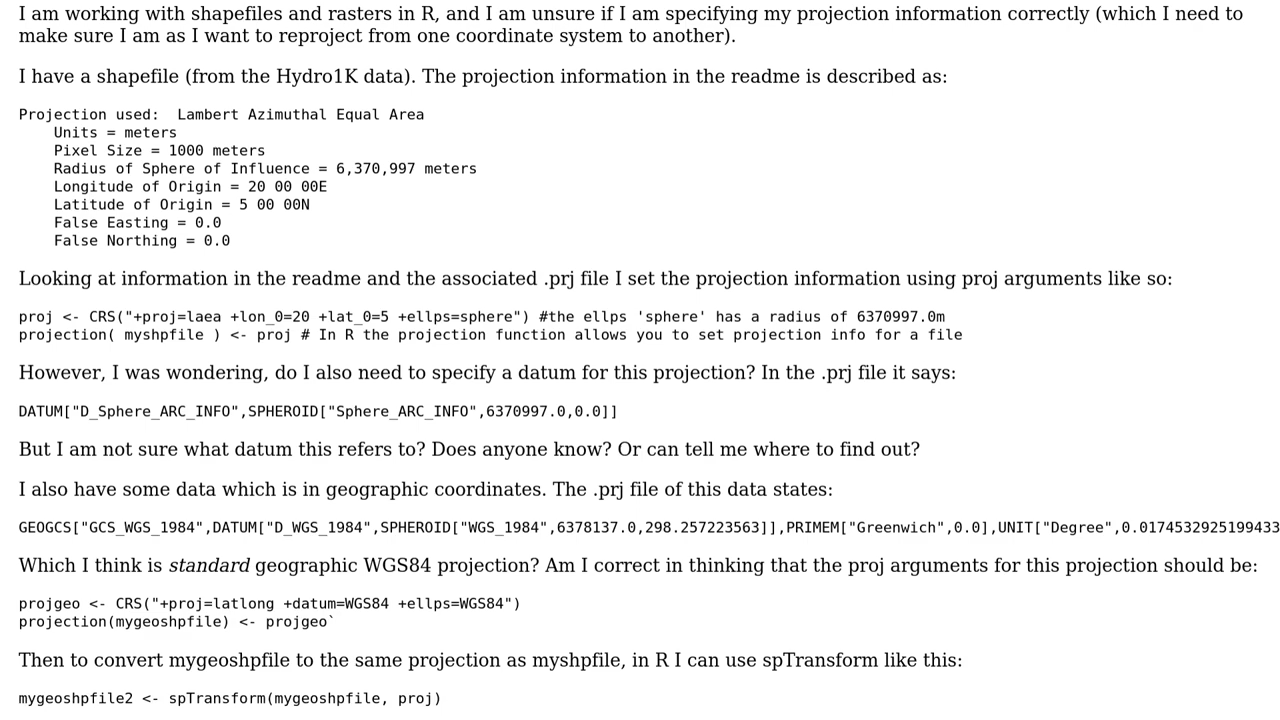 I am working with shapefiles and rasters in R, and I am unsure if I am specifying my projection information correctly (which I need to
make sure I am as I want to reproject from one coordinate system to another).
I have a shapefile (from the Hydro1K data). The projection information in the readme is described as:
Projection used:  Lambert Azimuthal Equal Area
    Units = meters
    Pixel Size = 1000 meters
    Radius of Sphere of Influence = 6,370,997 meters
    Longitude of Origin = 20 00 00E
    Latitude of Origin = 5 00 00N
    False Easting = 0.0
    False Northing = 0.0
Looking at information in the readme and the associated .prj file I set the projection information using proj arguments like so:
proj <- CRS("+proj=laea +lon_0=20 +lat_0=5 +ellps=sphere") #the ellps 'sphere' has a radius of 6370997.0m
projection( myshpfile ) <- proj # In R the projection function allows you to set projection info for a file
However, I was wondering, do I also need to specify a datum for this projection? In the .prj file it says:
DATUM["D_Sphere_ARC_INFO",SPHEROID["Sphere_ARC_INFO",6370997.0,0.0]]
But I am not sure what datum this refers to? Does anyone know? Or can tell me where to find out?
I also have some data which is in geographic coordinates. The .prj file of this data states:
GEOGCS["GCS_WGS_1984",DATUM["D_WGS_1984",SPHEROID["WGS_1984",6378137.0,298.257223563]],PRIMEM["Greenwich",0.0],UNIT["Degree",0.0174532925199433
Which I think is standard geographic WGS84 projection? Am I correct in thinking that the proj arguments for this projection should be:
projgeo <- CRS("+proj=latlong +datum=WGS84 +ellps=WGS84")
projection(mygeoshpfile) <- projgeo`
Then to convert mygeoshpfile to the same projection as myshpfile, in R I can use spTransform like this:
mygeoshpfile2 <- spTransform(mygeoshpfile, proj)